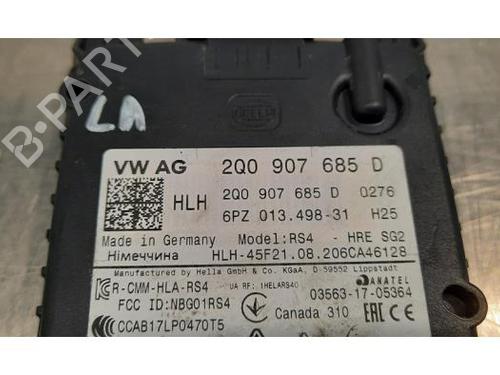 B-PARTS
LA
HELLA
VW AG 2Q0 907 685 D
HLH 2Q0 907 685 D 0276
6PZ 013.498-31 H25
Made in Germany Model:RS4 - HRE SG2
Німеччина HLH-45F21.08.206CA46128
Manufactured by Hella GmbH & Co. KGaA, D-59552 Lippstadt
R-CMM-HLA-RS4 UA RF: 1HELARS40 ANATEL
FCC ID:NBG01RS4 03563-17-05364
CCAB17LP0470T5 Canada 310 EAC